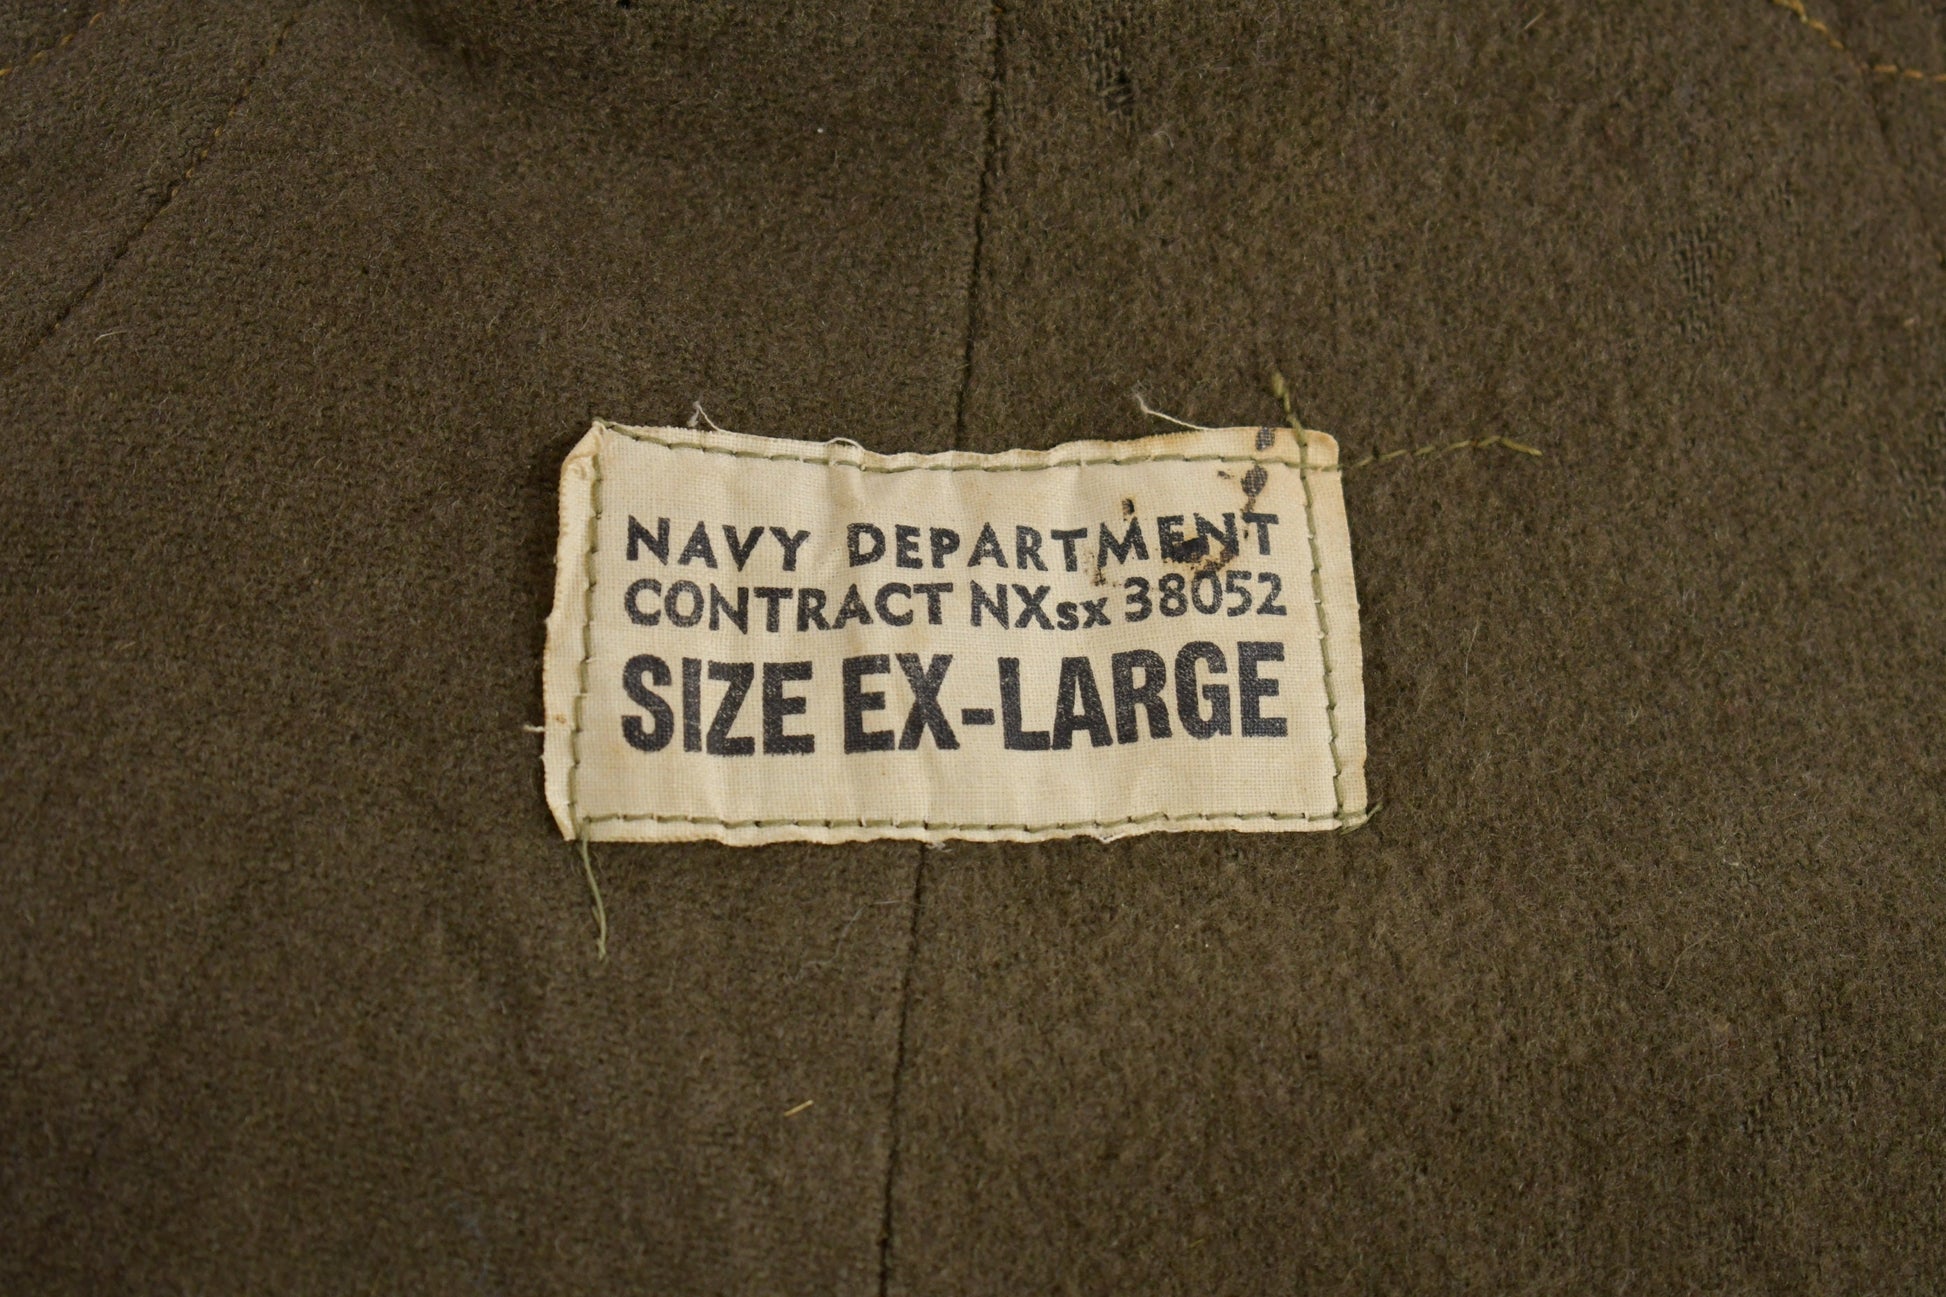 NAVY DEPARTMENT
CONTRACT NXsx 38052
SIZE EX-LARGE